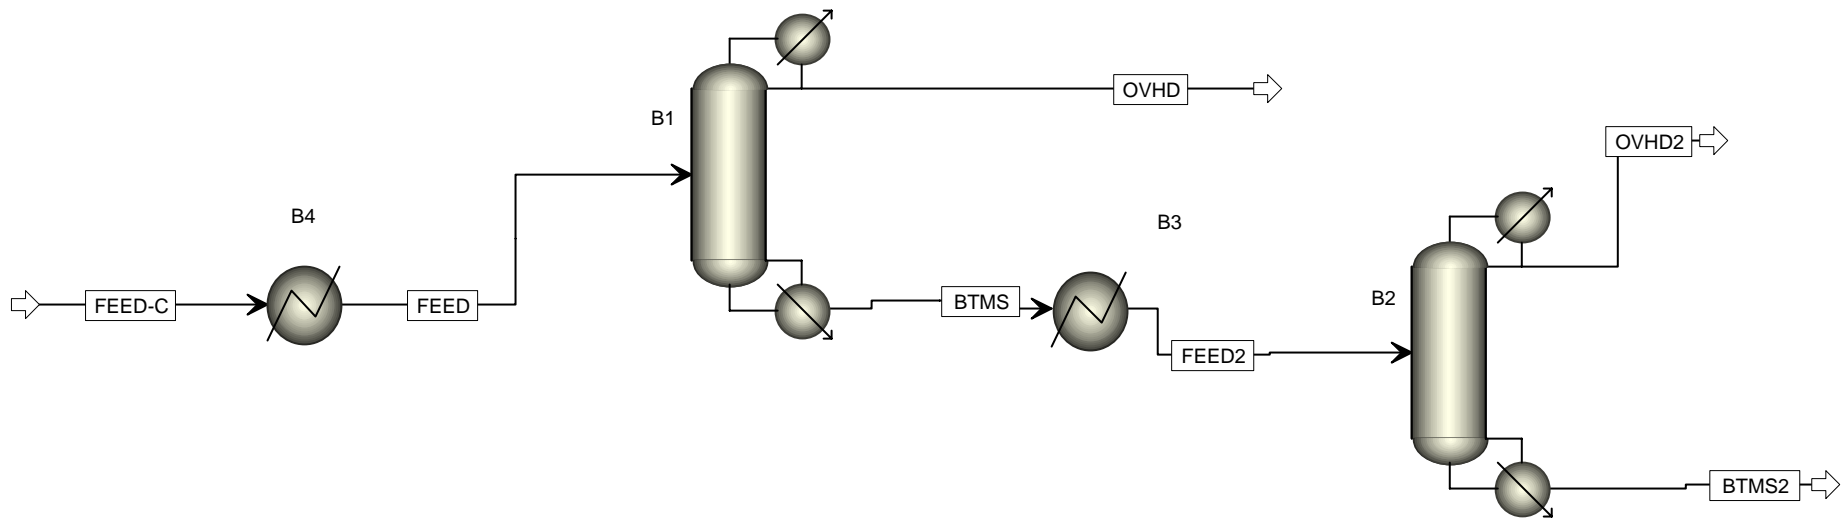 B1
OVHD
OVHD2
B4
B3
FEED-C
FEED
BTMS
B2
FEED2
BTMS2